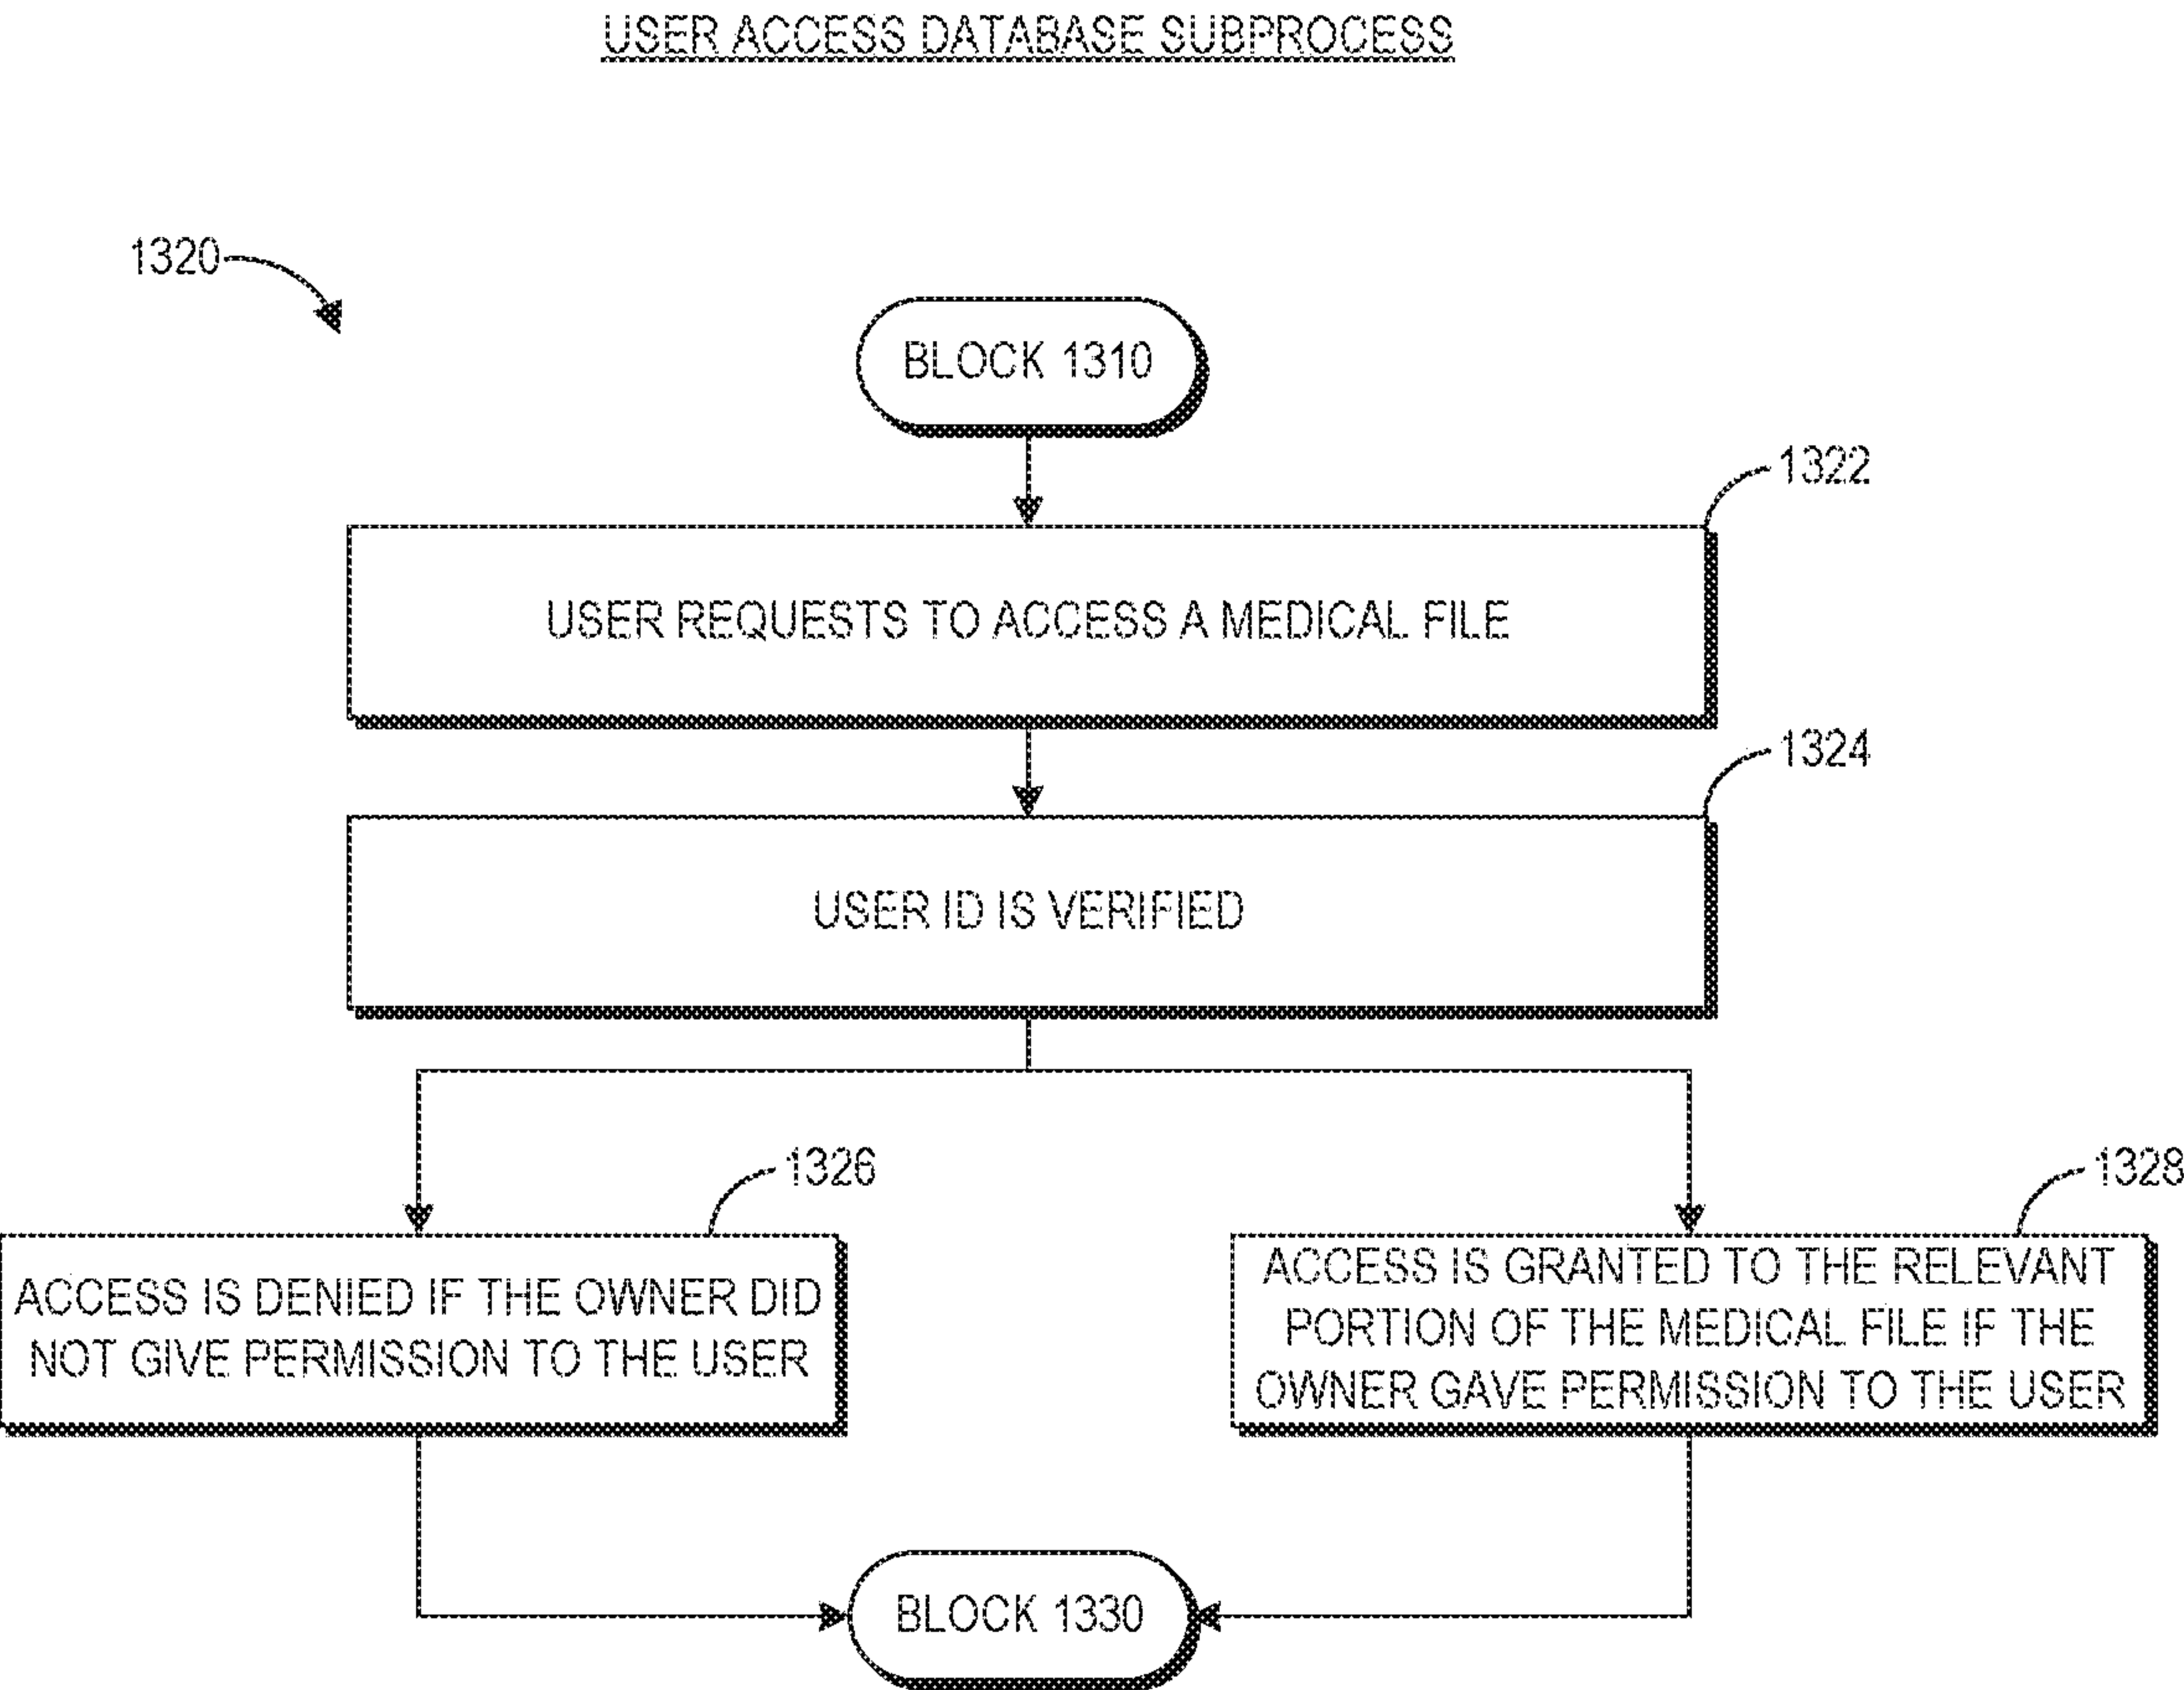 USER ACCESS DATABASE SUBPROCESS
1320
BLOCK 1310
1322
USER REQUESTS TO ACCESS A MEDICAL FILE
1324
USER ID IS VERIFIED
1326
ACCESS IS DENIED IF THE OWNER DID
NOT GIVE PERMISSION TO THE USER
1328
ACCESS IS GRANTED TO THE RELEVANT
PORTION OF THE MEDICAL FILE IF THE
OWNER GAVE PERMISSION TO THE USER
BLOCK 1330